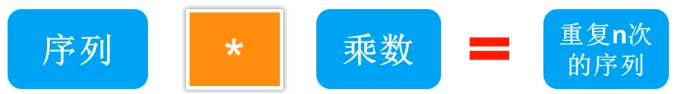 序列 * 乘数 = 重复n次
的序列